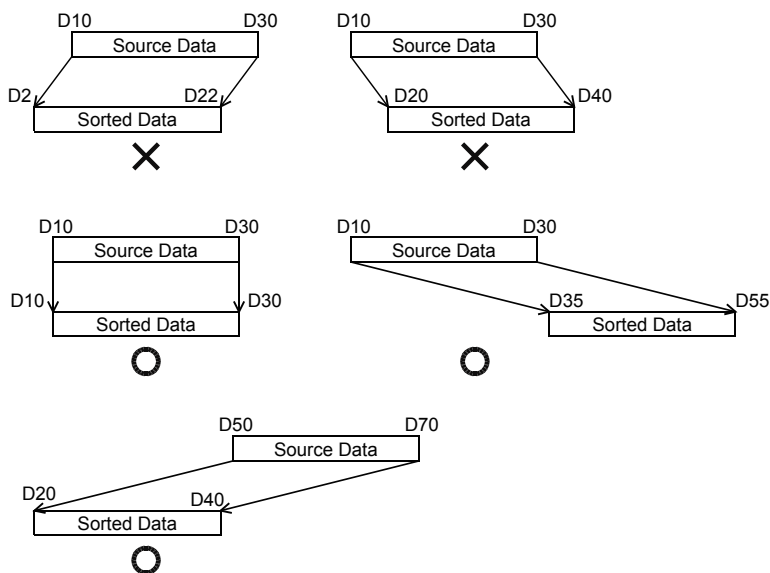 D10 D30
Source Data
D2 D22
Sorted Data
D10 D30
Source Data
D20 D40
Sorted Data
D10 D30
Source Data
D10 D30
Sorted Data
D10 D30
Source Data
D35 D55
Sorted Data
D50 D70
Source Data
D20 D40
Sorted Data